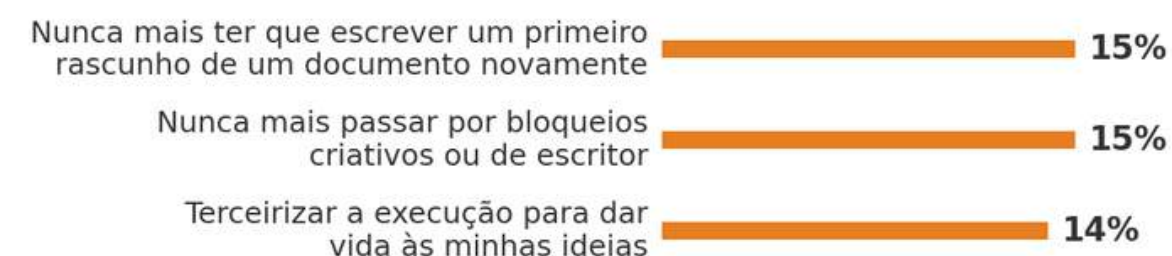 Nunca mais ter que escrever um primeiro
rascunho de um documento novamente
15%
Nunca mais passar por bloqueios
criativos ou de escritor
15%
Terceirizar a execução para dar
vida às minhas ideias
14%